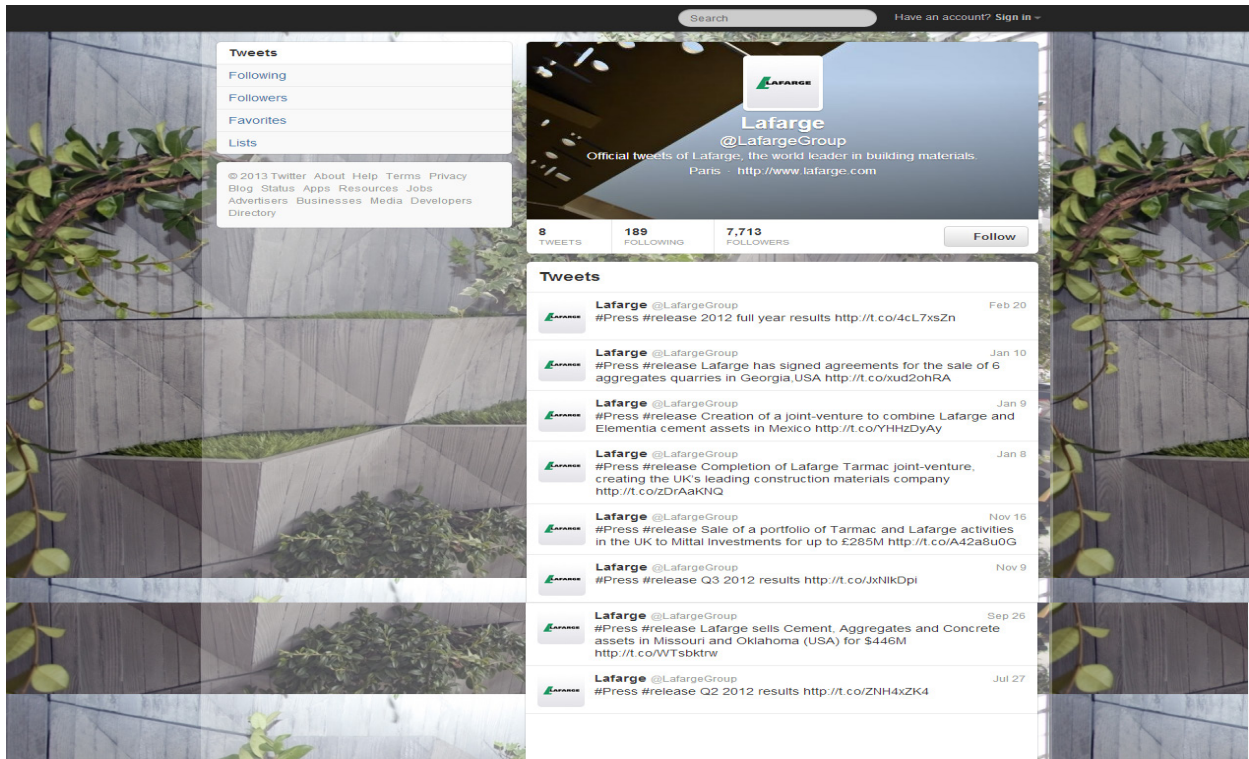 Search
Have an account? Sign in
Tweets
Following
Followers
Favorites
Lists
© 2013 Twitter About Help Terms Privacy
Blog Status Apps Resources Jobs
Advertisers Businesses Media Developers
Directory
LAFARGE
Lafarge
@LafargeGroup
Official tweets of Lafarge, the world leader in building materials.
Paris · http://www.lafarge.com
8
TWEETS
189
FOLLOWING
7,713
FOLLOWERS
Follow
Tweets
LAFARGE
Lafarge @LafargeGroup Feb 20
#Press #release 2012 full year results http://t.co/4cL7xsZn
LAFARGE
Lafarge @LafargeGroup Jan 10
#Press #release Lafarge has signed agreements for the sale of 6
aggregates quarries in Georgia,USA http://t.co/xud2ohRA
LAFARGE
Lafarge @LafargeGroup Jan 9
#Press #release Creation of a joint-venture to combine Lafarge and
Elementia cement assets in Mexico http://t.co/YHHzDyAy
LAFARGE
Lafarge @LafargeGroup Jan 8
#Press #release Completion of Lafarge Tarmac joint-venture,
creating the UK's leading construction materials company
http://t.co/zDrAaKNQ
LAFARGE
Lafarge @LafargeGroup Nov 16
#Press #release Sale of a portfolio of Tarmac and Lafarge activities
in the UK to Mittal Investments for up to £285M http://t.co/A42a8u0G
LAFARGE
Lafarge @LafargeGroup Nov 9
#Press #release Q3 2012 results http://t.co/JxNlkDpi
LAFARGE
Lafarge @LafargeGroup Sep 26
#Press #release Lafarge sells Cement, Aggregates and Concrete
assets in Missouri and Oklahoma (USA) for $446M
http://t.co/WTsbktrw
LAFARGE
Lafarge @LafargeGroup Jul 27
#Press #release Q2 2012 results http://t.co/ZNH4xZK4